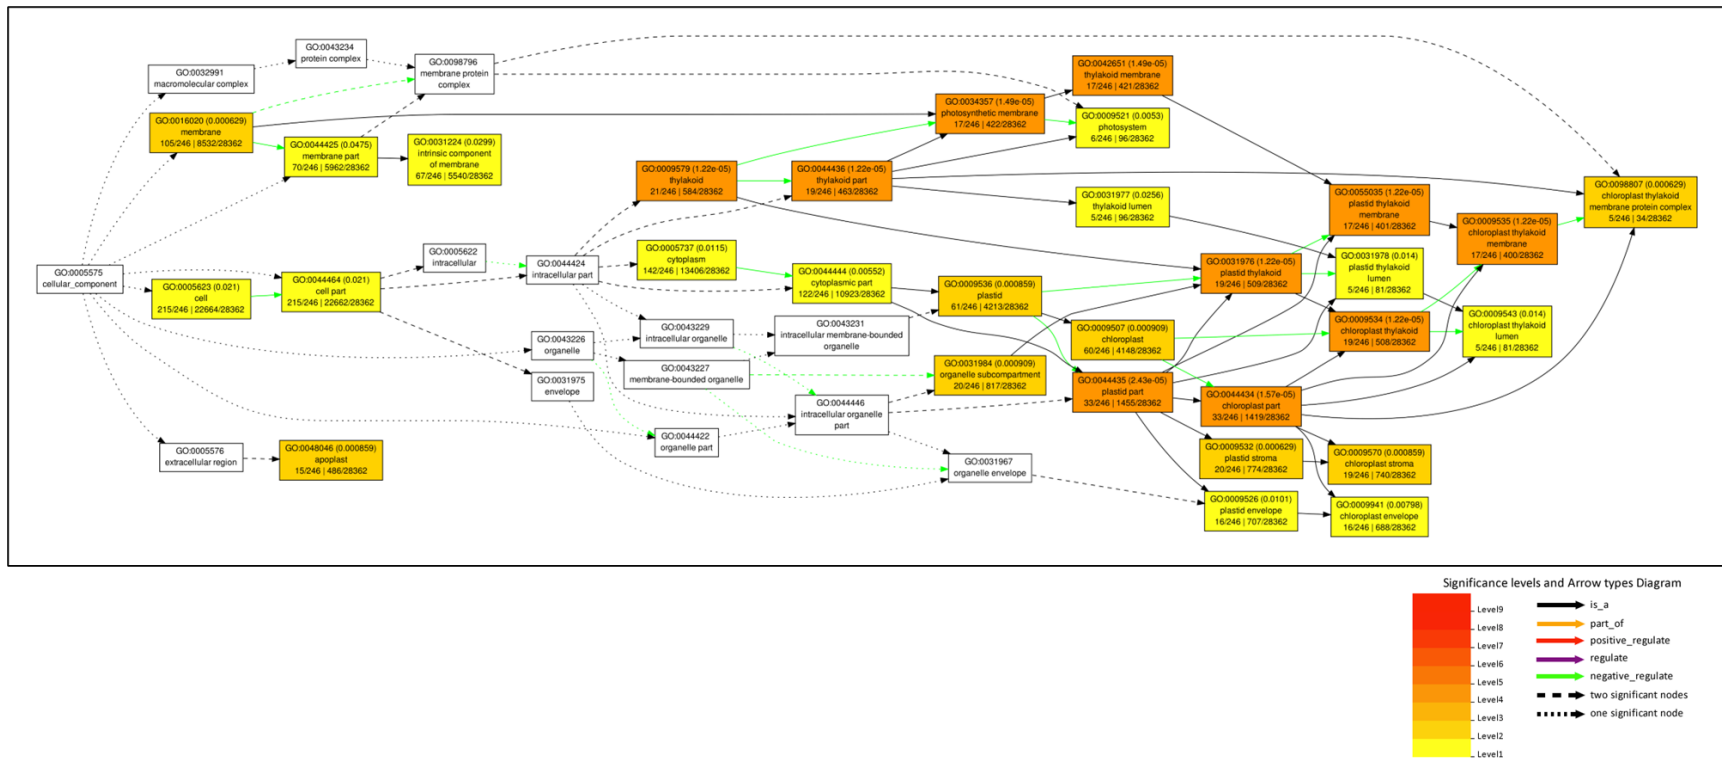 GO:0043234
protein complex
GO:0032991
macromolecular complex
GO:0098796
membrane protein
complex
GO:0042651 (1.49e-05)
thylakoid membrane
17/246 | 421/28362
GO:0016020 (0.000629)
membrane
105/246 | 8532/28362
GO:0034357 (1.49e-05)
photosynthetic membrane
17/246 | 422/28362
GO:0009521 (0.0053)
photosystem
6/246 | 96/28362
GO:0044425 (0.0475)
membrane part
70/246 | 5962/28362
GO:0031224 (0.0299)
intrinsic component
of membrane
67/246 | 5540/28362
GO:0009579 (1.22e-05)
thylakoid
21/246 | 584/28362
GO:0044436 (1.22e-05)
thylakoid part
19/246 | 463/28362
GO:0031977 (0.0256)
thylakoid lumen
5/246 | 96/28362
GO:0055035 (1.22e-05)
plastid thylakoid
membrane
17/246 | 401/28362
GO:0098807 (0.000629)
chloroplast thylakoid
membrane protein complex
5/246 | 34/28362
GO:0009535 (1.22e-05)
chloroplast thylakoid
membrane
17/246 | 400/28362
GO:0005575
cellular_component
GO:0005622
intracellular
GO:0044424
intracellular part
GO:0005737 (0.0115)
cytoplasm
142/246 | 13406/28362
GO:0005623 (0.021)
cell
215/246 | 22664/28362
GO:0044464 (0.021)
cell part
215/246 | 22662/28362
GO:0044444 (0.00552)
cytoplasmic part
122/246 | 10923/28362
GO:0009536 (0.000859)
plastid
61/246 | 4213/28362
GO:0031976 (1.22e-05)
plastid thylakoid
19/246 | 509/28362
GO:0031978 (0.014)
plastid thylakoid
lumen
5/246 | 81/28362
GO:0043226
organelle
GO:0043229
intracellular organelle
GO:0043231
intracellular membrane-bounded
organelle
GO:0009507 (0.000909)
chloroplast
60/246 | 4148/28362
GO:0009534 (1.22e-05)
chloroplast thylakoid
19/246 | 508/28362
GO:0009543 (0.014)
chloroplast thylakoid
lumen
5/246 | 81/28362
GO:0031975
envelope
GO:0043227
membrane-bounded organelle
GO:0031984 (0.000909)
organelle subcompartment
20/246 | 817/28362
GO:0044435 (2.43e-05)
plastid part
33/246 | 1455/28362
GO:0044434 (1.57e-05)
chloroplast part
33/246 | 1419/28362
GO:0044446
intracellular organelle
part
GO:0044422
organelle part
GO:0005576
extracellular region
GO:0048046 (0.000859)
apoplast
15/246 | 486/28362
GO:0031967
organelle envelope
GO:0009532 (0.000629)
plastid stroma
20/246 | 774/28362
GO:0009570 (0.000859)
chloroplast stroma
19/246 | 740/28362
GO:0009526 (0.0101)
plastid envelope
16/246 | 707/28362
GO:0009941 (0.00798)
chloroplast envelope
16/246 | 688/28362
Significance levels and Arrow types Diagram
Level9
Level8
Level7
Level6
Level5
Level4
Level3
Level2
Level1
is_a
part_of
positive_regulate
regulate
negative_regulate
two significant nodes
one significant node